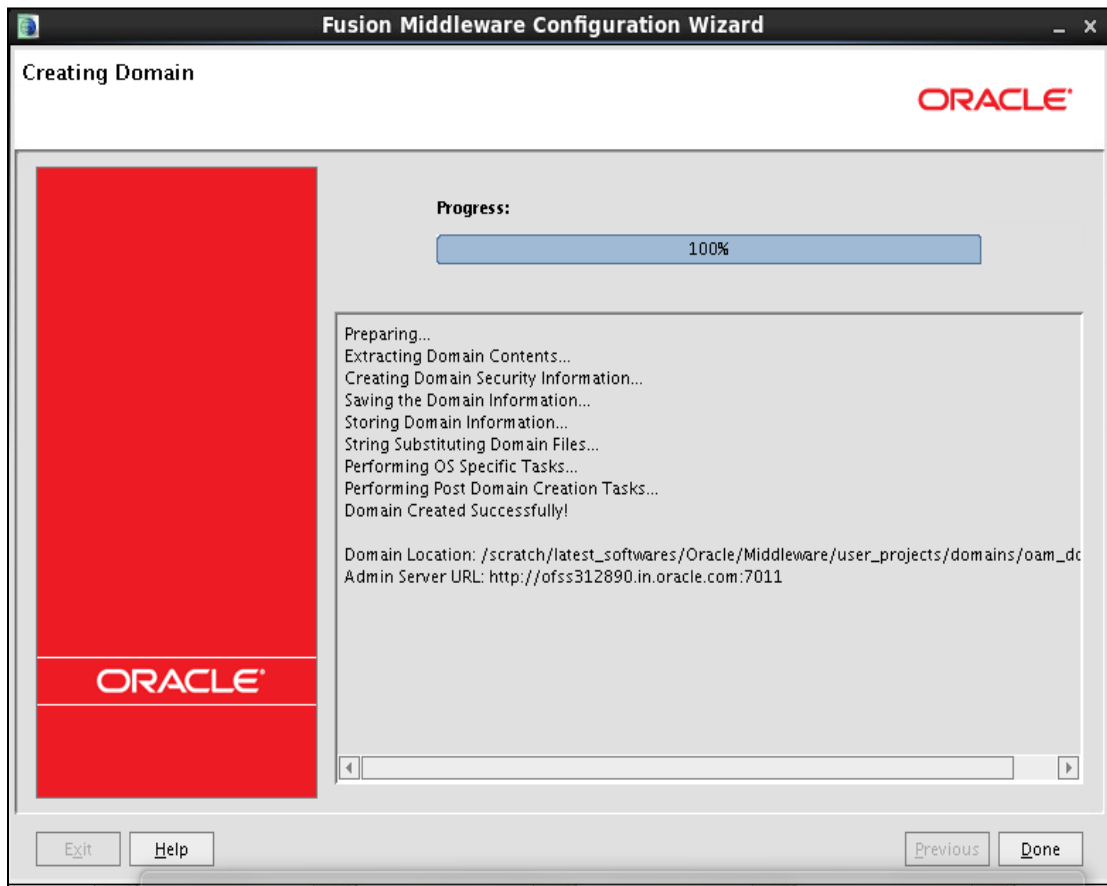 Fusion Middleware Configuration Wizard
Creating Domain
ORACLE
Progress:
100%
Preparing...
Extracting Domain Contents...
Creating Domain Security Information...
Saving the Domain Information...
Storing Domain Information...
String Substituting Domain Files...
Performing OS Specific Tasks...
Performing Post Domain Creation Tasks...
Domain Created Successfully!
Domain Location: /scratch/latest_softwares/Oracle/Middleware/user_projects/domains/oam_dc
Admin Server URL: http://ofss312890.in.oracle.com:7011
ORACLE
Exit Help Previous Done